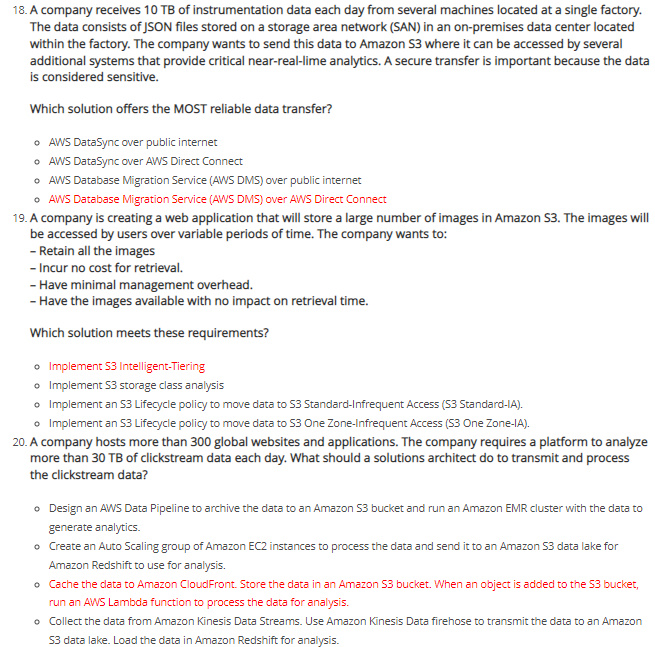 18. A company receives 10 TB of instrumentation data each day from several machines located at a single factory.
The data consists of JSON files stored on a storage area network (SAN) in an on-premises data center located
within the factory. The company wants to send this data to Amazon S3 where it can be accessed by several
additional systems that provide critical near-real-lime analytics. A secure transfer is important because the data
is considered sensitive.
Which solution offers the MOST reliable data transfer?
o AWS DataSync over public internet
o AWS DataSync over AWS Direct Connect
o AWS Database Migration Service (AWS DMS) over public internet
o AWS Database Migration Service (AWS DMS) over AWS Direct Connect
19. A company is creating a web application that will store a large number of images in Amazon S3. The images will
be accessed by users over variable periods of time. The company wants to:
– Retain all the images
– Incur no cost for retrieval.
– Have minimal management overhead.
– Have the images available with no impact on retrieval time.
Which solution meets these requirements?
o Implement S3 Intelligent-Tiering
o Implement S3 storage class analysis
o Implement an S3 Lifecycle policy to move data to S3 Standard-Infrequent Access (S3 Standard-IA).
o Implement an S3 Lifecycle policy to move data to S3 One Zone-Infrequent Access (S3 One Zone-IA).
20. A company hosts more than 300 global websites and applications. The company requires a platform to analyze
more than 30 TB of clickstream data each day. What should a solutions architect do to transmit and process
the clickstream data?
o Design an AWS Data Pipeline to archive the data to an Amazon S3 bucket and run an Amazon EMR cluster with the data to
generate analytics.
o Create an Auto Scaling group of Amazon EC2 instances to process the data and send it to an Amazon S3 data lake for
Amazon Redshift to use for analysis.
o Cache the data to Amazon CloudFront. Store the data in an Amazon S3 bucket. When an object is added to the S3 bucket,
run an AWS Lambda function to process the data for analysis.
o Collect the data from Amazon Kinesis Data Streams. Use Amazon Kinesis Data firehose to transmit the data to an Amazon
S3 data lake. Load the data in Amazon Redshift for analysis.